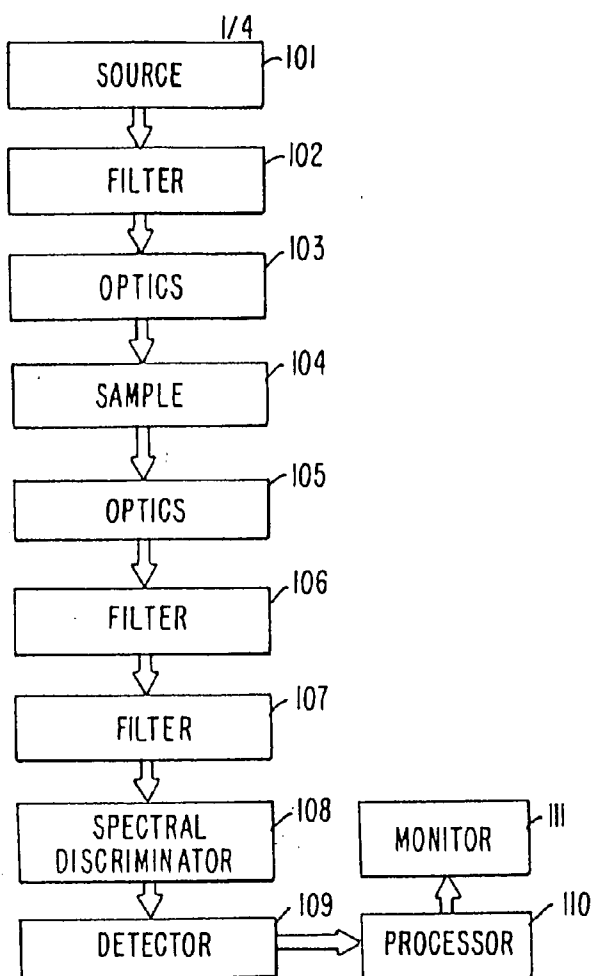 1/4
SOURCE 101
FILTER 102
OPTICS 103
SAMPLE 104
OPTICS 105
FILTER 106
FILTER 107
SPECTRAL DISCRIMINATOR 108
MONITOR 111
DETECTOR 109
PROCESSOR 110